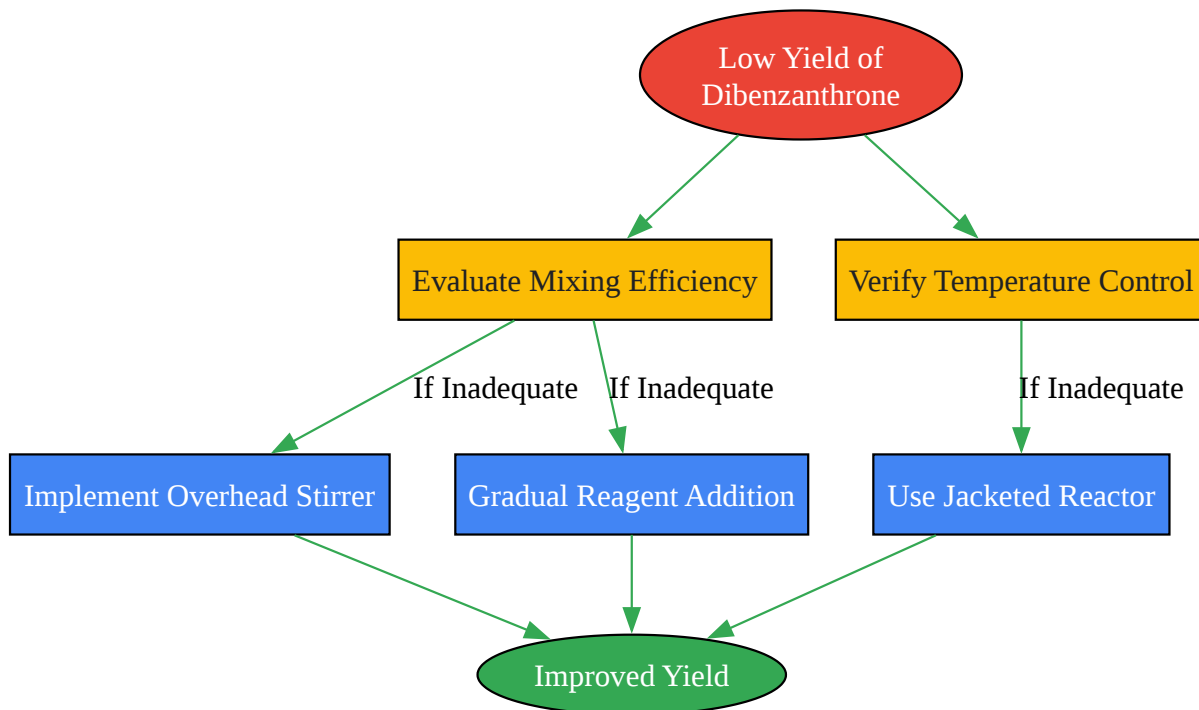 Low Yield of
Dibenzanthrone
Evaluate Mixing Efficiency
Verify Temperature Control
If Inadequate
If Inadequate
If Inadequate
Implement Overhead Stirrer
Gradual Reagent Addition
Use Jacketed Reactor
Improved Yield